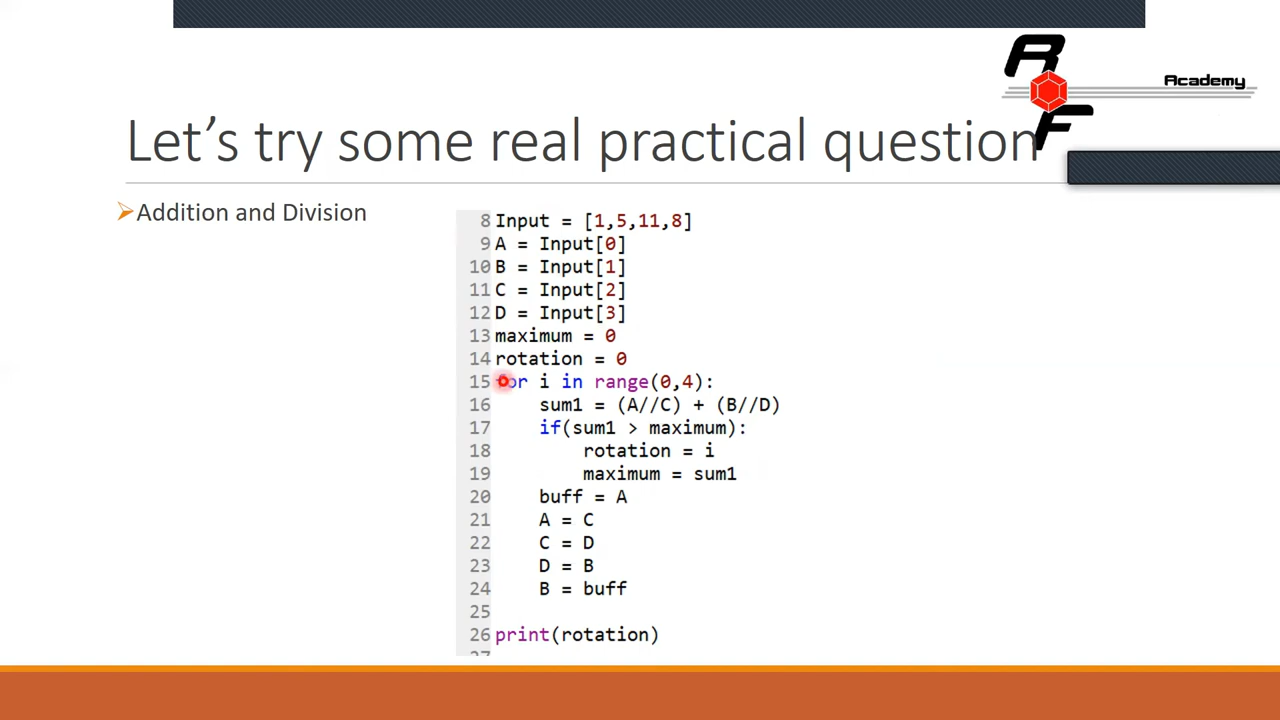 R
Academy
F
Let's try some real practical question
Addition and Division
8 Input = [1,5,11,8]
9 A = Input[0]
10 B = Input[1]
11 C = Input[2]
12 D = Input[3]
13 maximum = 0
14 rotation = 0
15 for i in range(0,4):
16 sum1 = (A//C) + (B//D)
17 if(sum1 > maximum):
18 rotation = i
19 maximum = sum1
20 buff = A
21 A = C
22 C = D
23 D = B
24 B = buff
25
26 print(rotation)